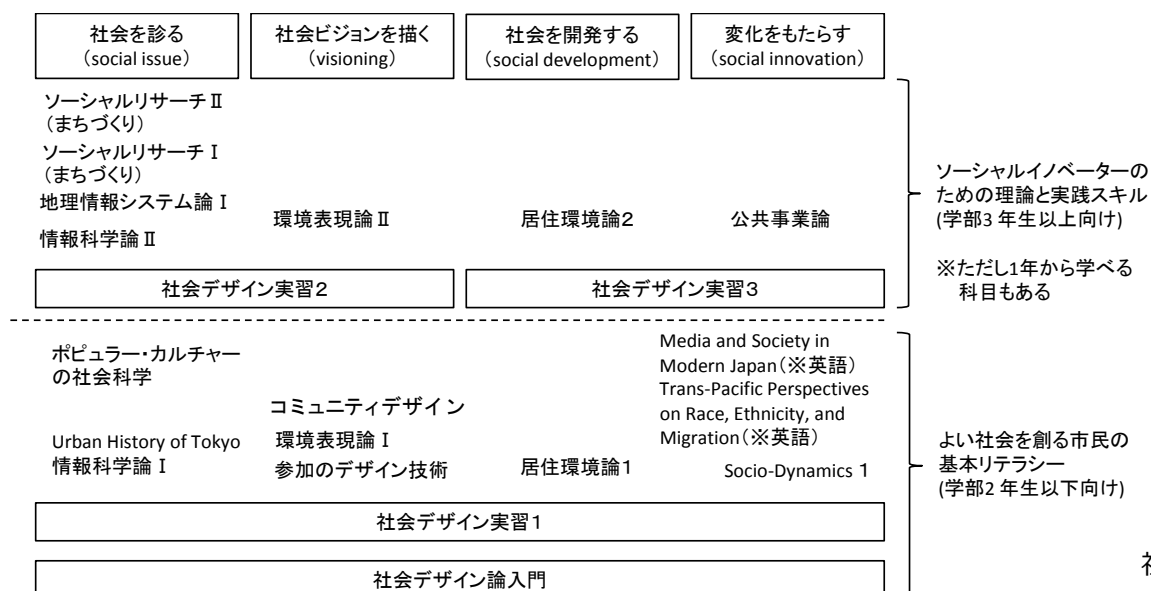 社会を診る
(social issue)
社会ビジョンを描く
(visioning)
社会を開発する
(social development)
変化をもたらす
(social innovation)
ソーシャルリサーチⅡ
(まちづくり)
ソーシャルリサーチⅠ
(まちづくり)
地理情報システム論Ⅰ
情報科学論Ⅱ
環境表現論Ⅱ
居住環境論2
公共事業論
社会デザイン実習2
社会デザイン実習3
ソーシャルイノベーターの
ための理論と実践スキル
(学部3 年生以上向け)
※ただし1年から学べる
科目もある
ポピュラー・カルチャー
の社会科学
Urban History of Tokyo
情報科学論Ⅰ
コミュニティデザイン
環境表現論Ⅰ
参加のデザイン技術
居住環境論1
Media and Society in
Modern Japan(※英語)
Trans-Pacific Perspectives
on Race, Ethnicity, and
Migration(※英語)
Socio-Dynamics 1
社会デザイン実習1
社会デザイン論入門
よい社会を創る市民の
基本リテラシー
(学部2 年生以下向け)